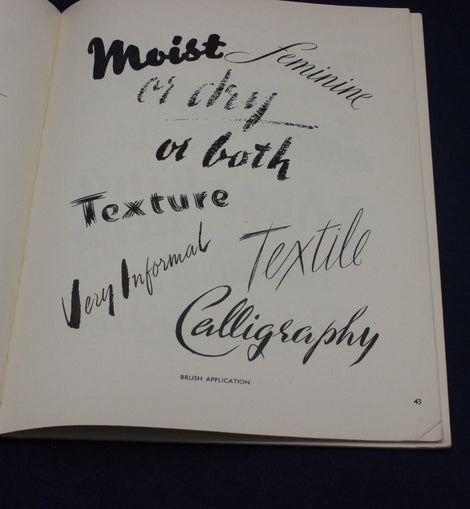 Moist feminine
or dry
or both
Texture
Textile
Very Informal
Calligraphy
BRUSH APPLICATION
43